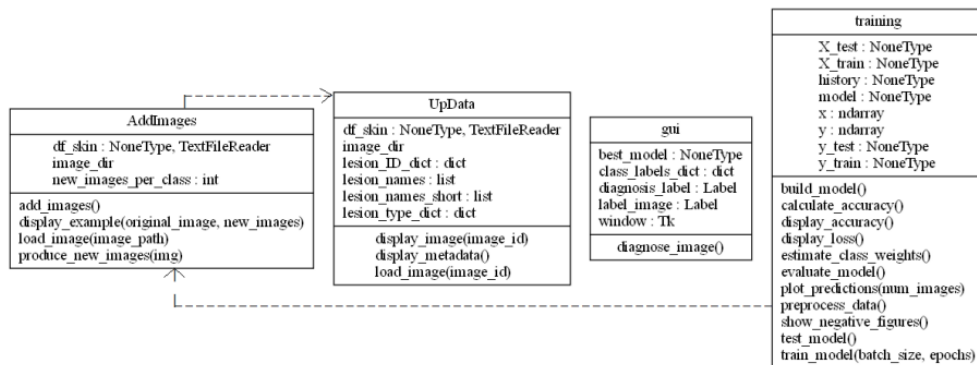 AddImages
df_skin : NoneType, TextFileReader
image_dir
new_images_per_class : int
add_images()
display_example(original_image, new_images)
load_image(image_path)
produce_new_images(img)
UpData
df_skin : NoneType, TextFileReader
image_dir
lesion_ID_dict : dict
lesion_names : list
lesion_names_short : list
lesion_type_dict : dict
display_image(image_id)
display_metadata()
load_image(image_id)
gui
best_model : NoneType
class_labels_dict : dict
diagnosis_label : Label
label_image : Label
window : Tk
diagnose_image()
training
X_test : NoneType
X_train : NoneType
history : NoneType
model : NoneType
x : ndarray
y : ndarray
y_test : NoneType
y_train : NoneType
build_model()
calculate_accuracy()
display_accuracy()
display_loss()
estimate_class_weights()
evaluate_model()
plot_predictions(num_images)
preprocess_data()
show_negative_figures()
test_model()
train_model(batch_size, epochs)